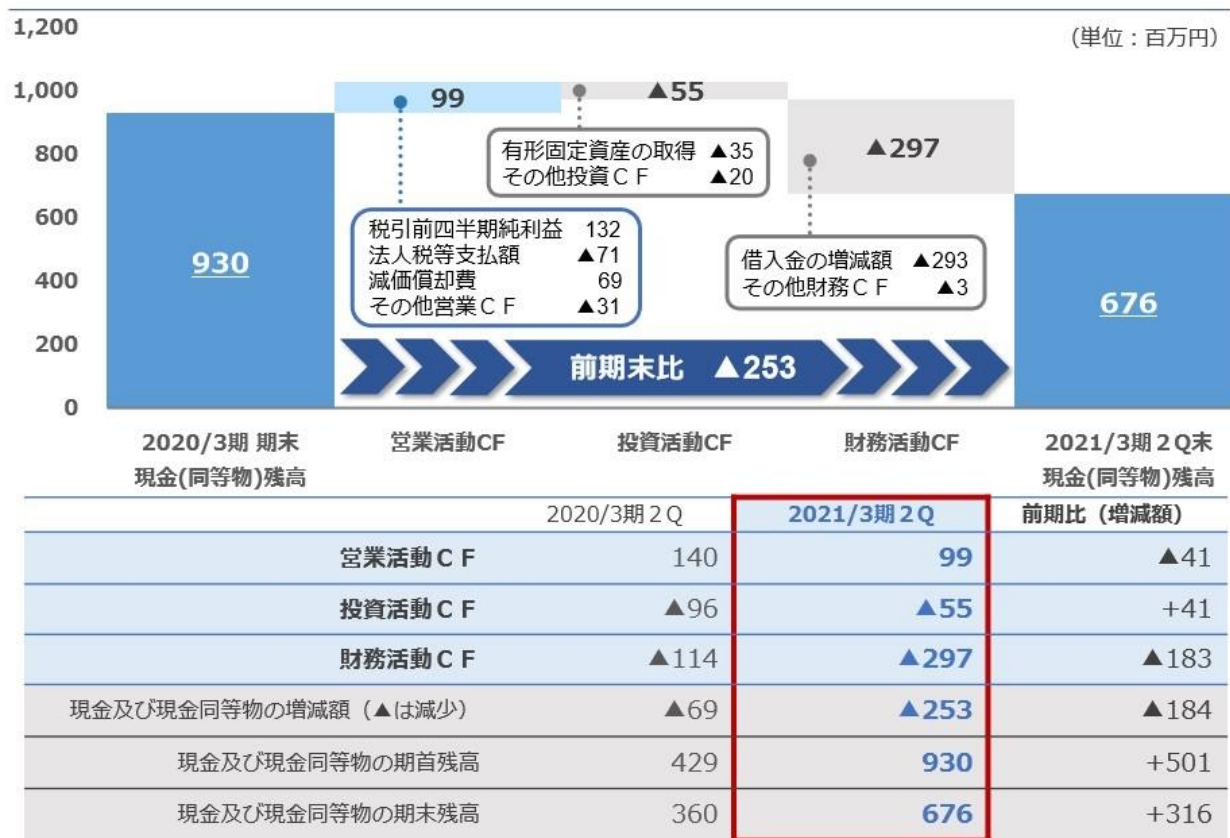 1,200
(単位：百万円)
1,000
800
600
400
200
0
930
99
▲55
▲297
676
有形固定資産の取得 ▲35
その他投資ＣＦ ▲20
税引前四半期純利益 132
法人税等支払額 ▲71
減価償却費 69
その他営業ＣＦ ▲31
借入金の増減額 ▲293
その他財務ＣＦ ▲3
前期末比 ▲253
2020/3期 期末
現金(同等物)残高
営業活動CF
投資活動CF
財務活動CF
2021/3期２Q末
現金(同等物)残高
2020/3期２Q 2021/3期２Q 前期比（増減額）
営業活動ＣＦ 140 99 ▲41
投資活動ＣＦ ▲96 ▲55 +41
財務活動ＣＦ ▲114 ▲297 ▲183
現金及び現金同等物の増減額（▲は減少） ▲69 ▲253 ▲184
現金及び現金同等物の期首残高 429 930 +501
現金及び現金同等物の期末残高 360 676 +316